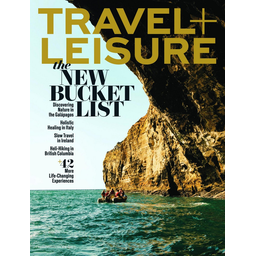 TRAVEL+
LEISURE
the
NEW
BUCKET
LIST
Discovering
Nature in
the Galápagos
Holistic
Healing in Italy
Slow Travel
in Ireland
Heli-Hiking in
British Columbia
42
More
Life-Changing
Experiences